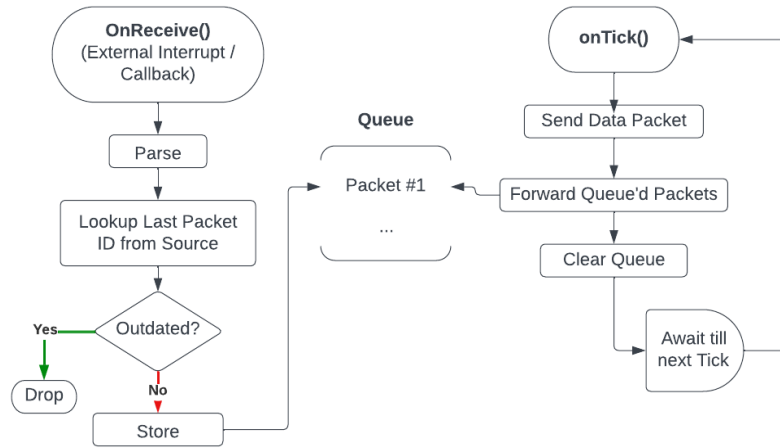 OnReceive()
(External Interrupt /
Callback)
Parse
Lookup Last Packet
ID from Source
Outdated?
Yes
No
Drop
Store
Queue
Packet #1
...
onTick()
Send Data Packet
Forward Queue'd Packets
Clear Queue
Await till
next Tick